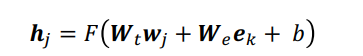 h_j = F(W_t w_j + W_e e_k + b)